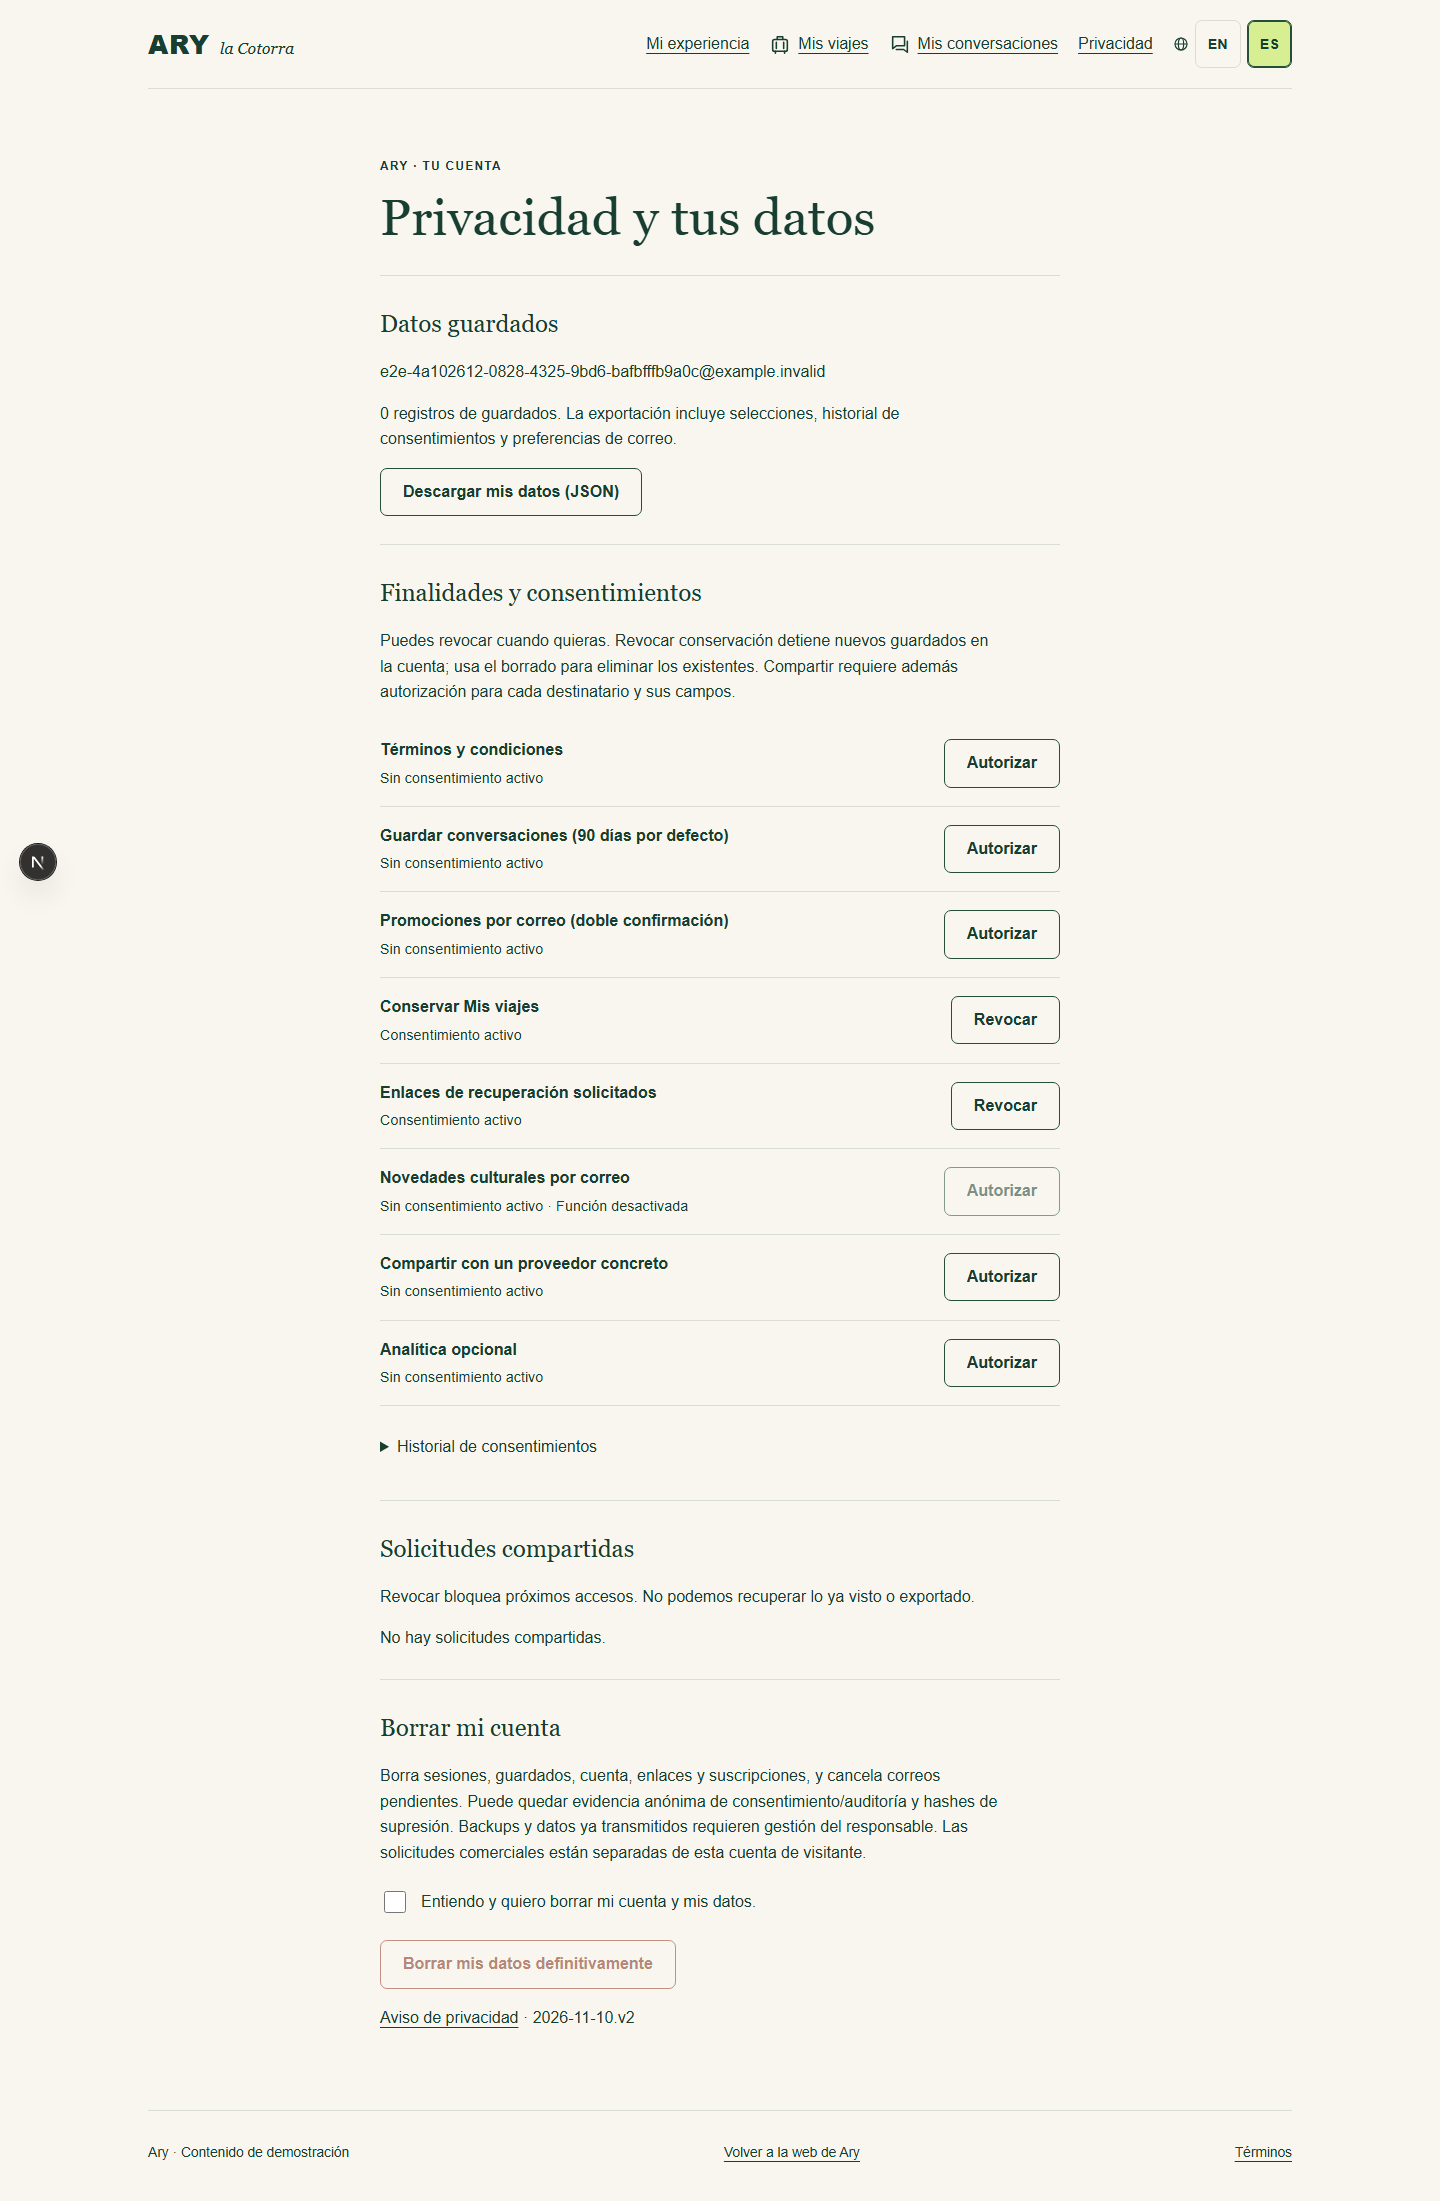 ARY la Cotorra
Mi experiencia Mis viajes Mis conversaciones Privacidad EN ES
ARY · TU CUENTA
Privacidad y tus datos
Datos guardados
e2e-4a102612-0828-4325-9bd6-bafbfffb9a0c@example.invalid
0 registros de guardados. La exportación incluye selecciones, historial de
consentimientos y preferencias de correo.
Descargar mis datos (JSON)
Finalidades y consentimientos
Puedes revocar cuando quieras. Revocar conservación detiene nuevos guardados en
la cuenta; usa el borrado para eliminar los existentes. Compartir requiere además
autorización para cada destinatario y sus campos.
Términos y condiciones
Sin consentimiento activo
Autorizar
Guardar conversaciones (90 días por defecto)
Sin consentimiento activo
Autorizar
Promociones por correo (doble confirmación)
Sin consentimiento activo
Autorizar
Conservar Mis viajes
Consentimiento activo
Revocar
Enlaces de recuperación solicitados
Consentimiento activo
Revocar
Novedades culturales por correo
Sin consentimiento activo · Función desactivada
Autorizar
Compartir con un proveedor concreto
Sin consentimiento activo
Autorizar
Analítica opcional
Sin consentimiento activo
Autorizar
Historial de consentimientos
Solicitudes compartidas
Revocar bloquea próximos accesos. No podemos recuperar lo ya visto o exportado.
No hay solicitudes compartidas.
Borrar mi cuenta
Borra sesiones, guardados, cuenta, enlaces y suscripciones, y cancela correos
pendientes. Puede quedar evidencia anónima de consentimiento/auditoría y hashes de
supresión. Backups y datos ya transmitidos requieren gestión del responsable. Las
solicitudes comerciales están separadas de esta cuenta de visitante.
Entiendo y quiero borrar mi cuenta y mis datos.
Borrar mis datos definitivamente
Aviso de privacidad · 2026-11-10.v2
Ary · Contenido de demostración Volver a la web de Ary Términos